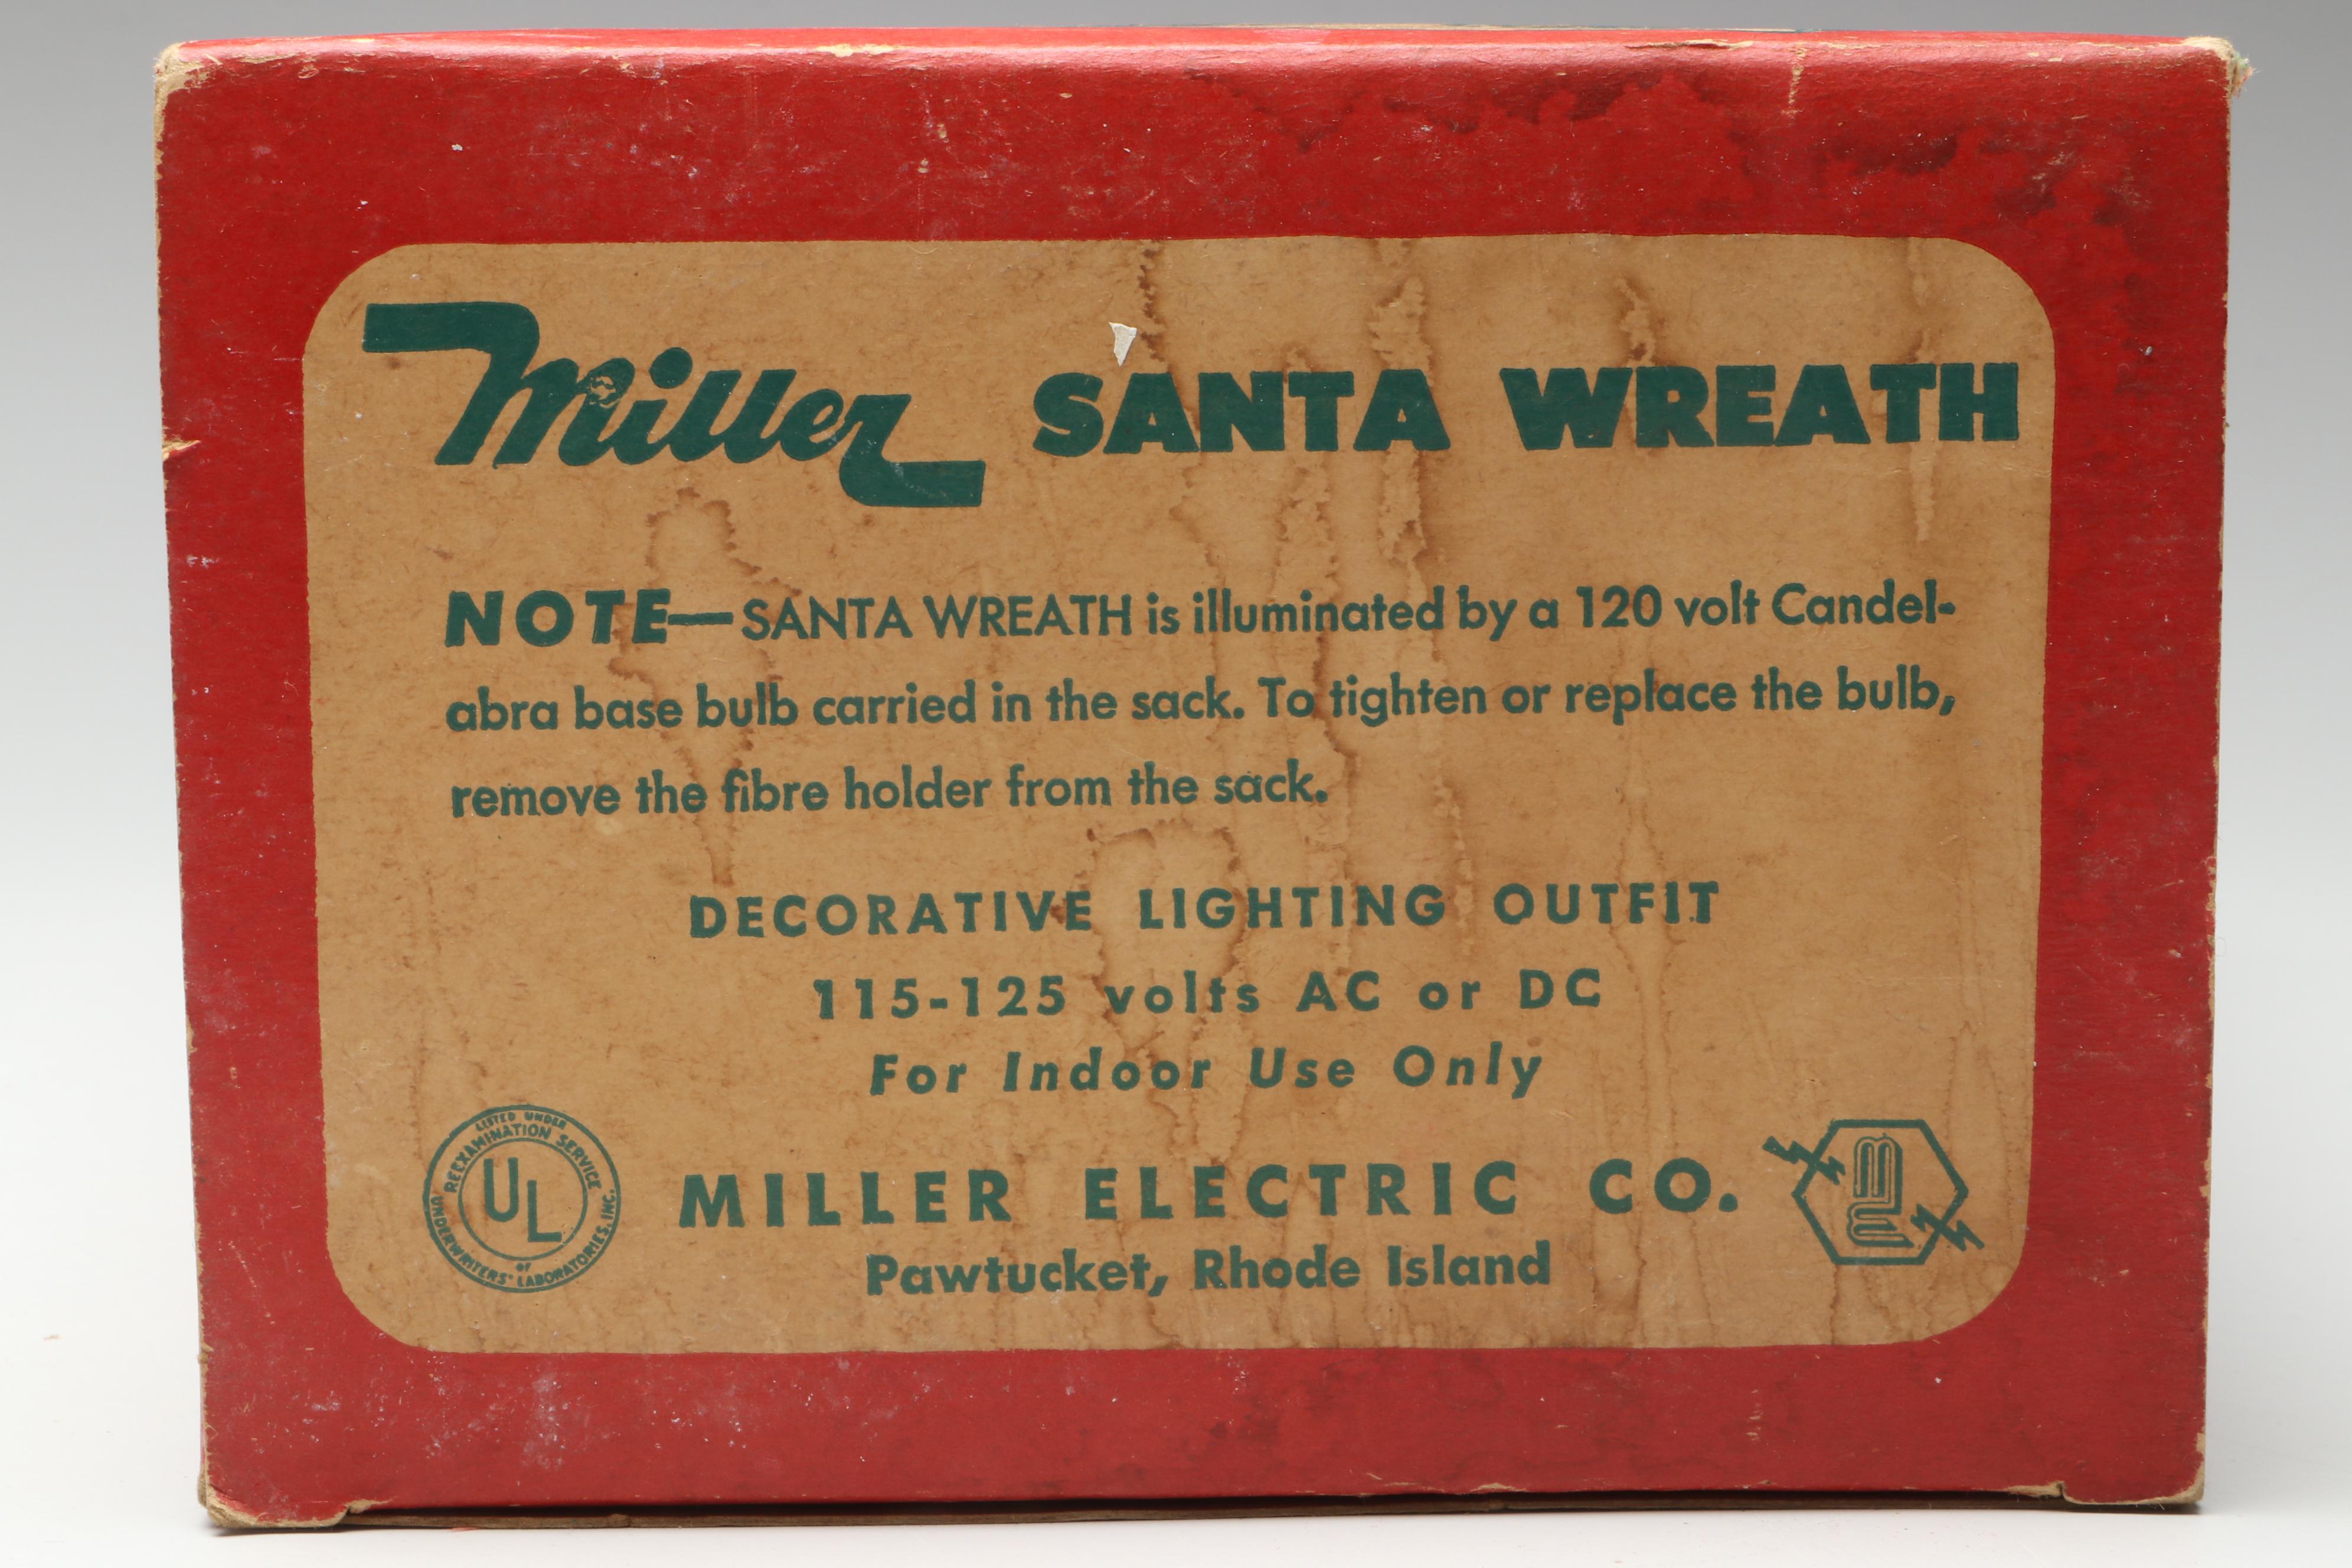 Miller SANTA WREATH
NOTE—SANTA WREATH is illuminated by a 120 volt Candel-
abra base bulb carried in the sack. To tighten or replace the bulb,
remove the fibre holder from the sack.
DECORATIVE LIGHTING OUTFIT
115-125 volts AC or DC
For Indoor Use Only
LISTED UNDER
REEXAMINATION SERVICE
UL
OF
UNDERWRITERS' LABORATORIES, INC.
MILLER ELECTRIC CO.
ME
Pawtucket, Rhode Island